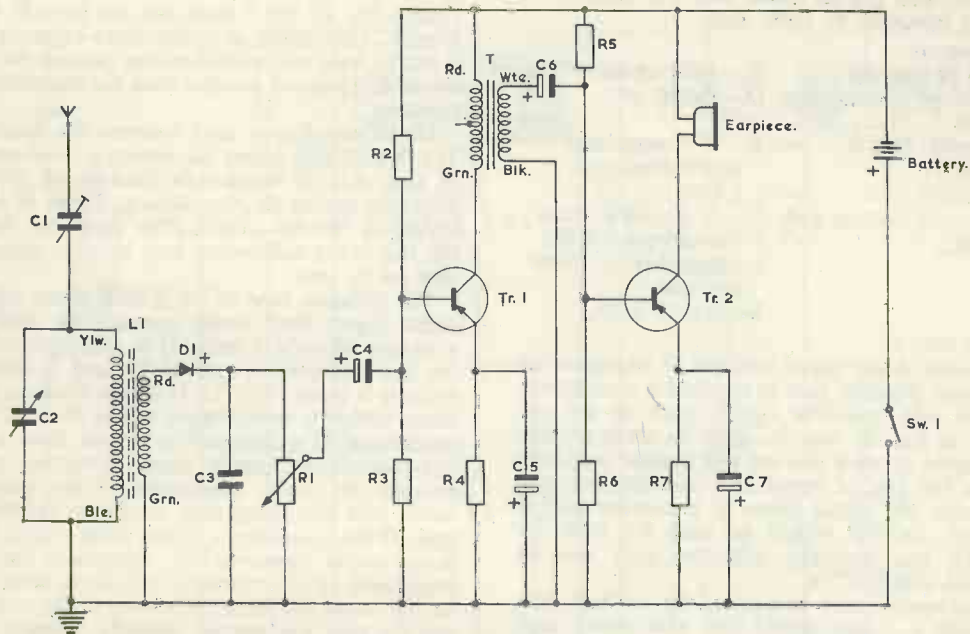 R5
T
Rd.
Wte.
C6
+
Earpiece.
R2
Grn.
Blk.
Battery.
+
C1
Tr. 1
Tr. 2
Ylw.
L1
D1
+
Rd.
+
C4
C2
Sw. 1
C3
R1
R3
R4
C5
+
R6
R7
C7
+
Grn.
Ble.